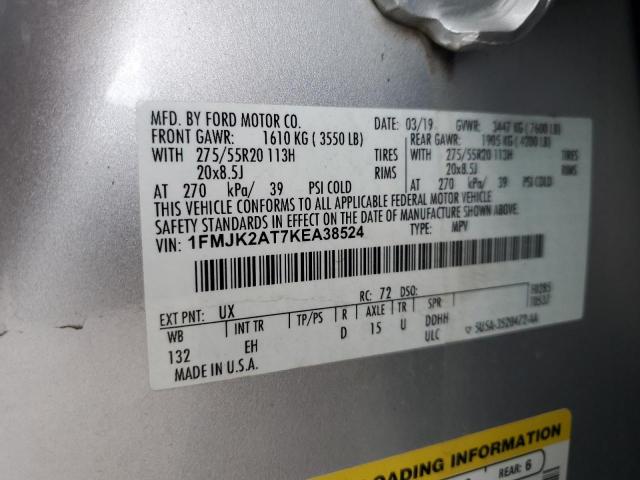 MFD. BY FORD MOTOR CO.
DATE: 03/19 GVWR: 3447 KG (7600 LB)
FRONT GAWR: 1610 KG (3550 LB) REAR GAWR: 1905 KG (4200 LB)
WITH 275/55R20 113H TIRES WITH 275/55R20 113H TIRES
20x8.5J RIMS 20x8.5J RIMS
AT 270 kPa/ 39 PSI COLD AT 270 kPa/ 39 PSI COLD
THIS VEHICLE CONFORMS TO ALL APPLICABLE FEDERAL MOTOR VEHICLE
SAFETY STANDARDS IN EFFECT ON THE DATE OF MANUFACTURE SHOWN ABOVE.
VIN: 1FMJK2AT7KEA38524 TYPE: MPV
EXT PNT: UX RC: 72 DSO:
WB INT TR TP/PS R AXLE TR SPR
132 EH D 15 U DDHH
ULC
MADE IN U.S.A.
LOADING INFORMATION
REAR: 6